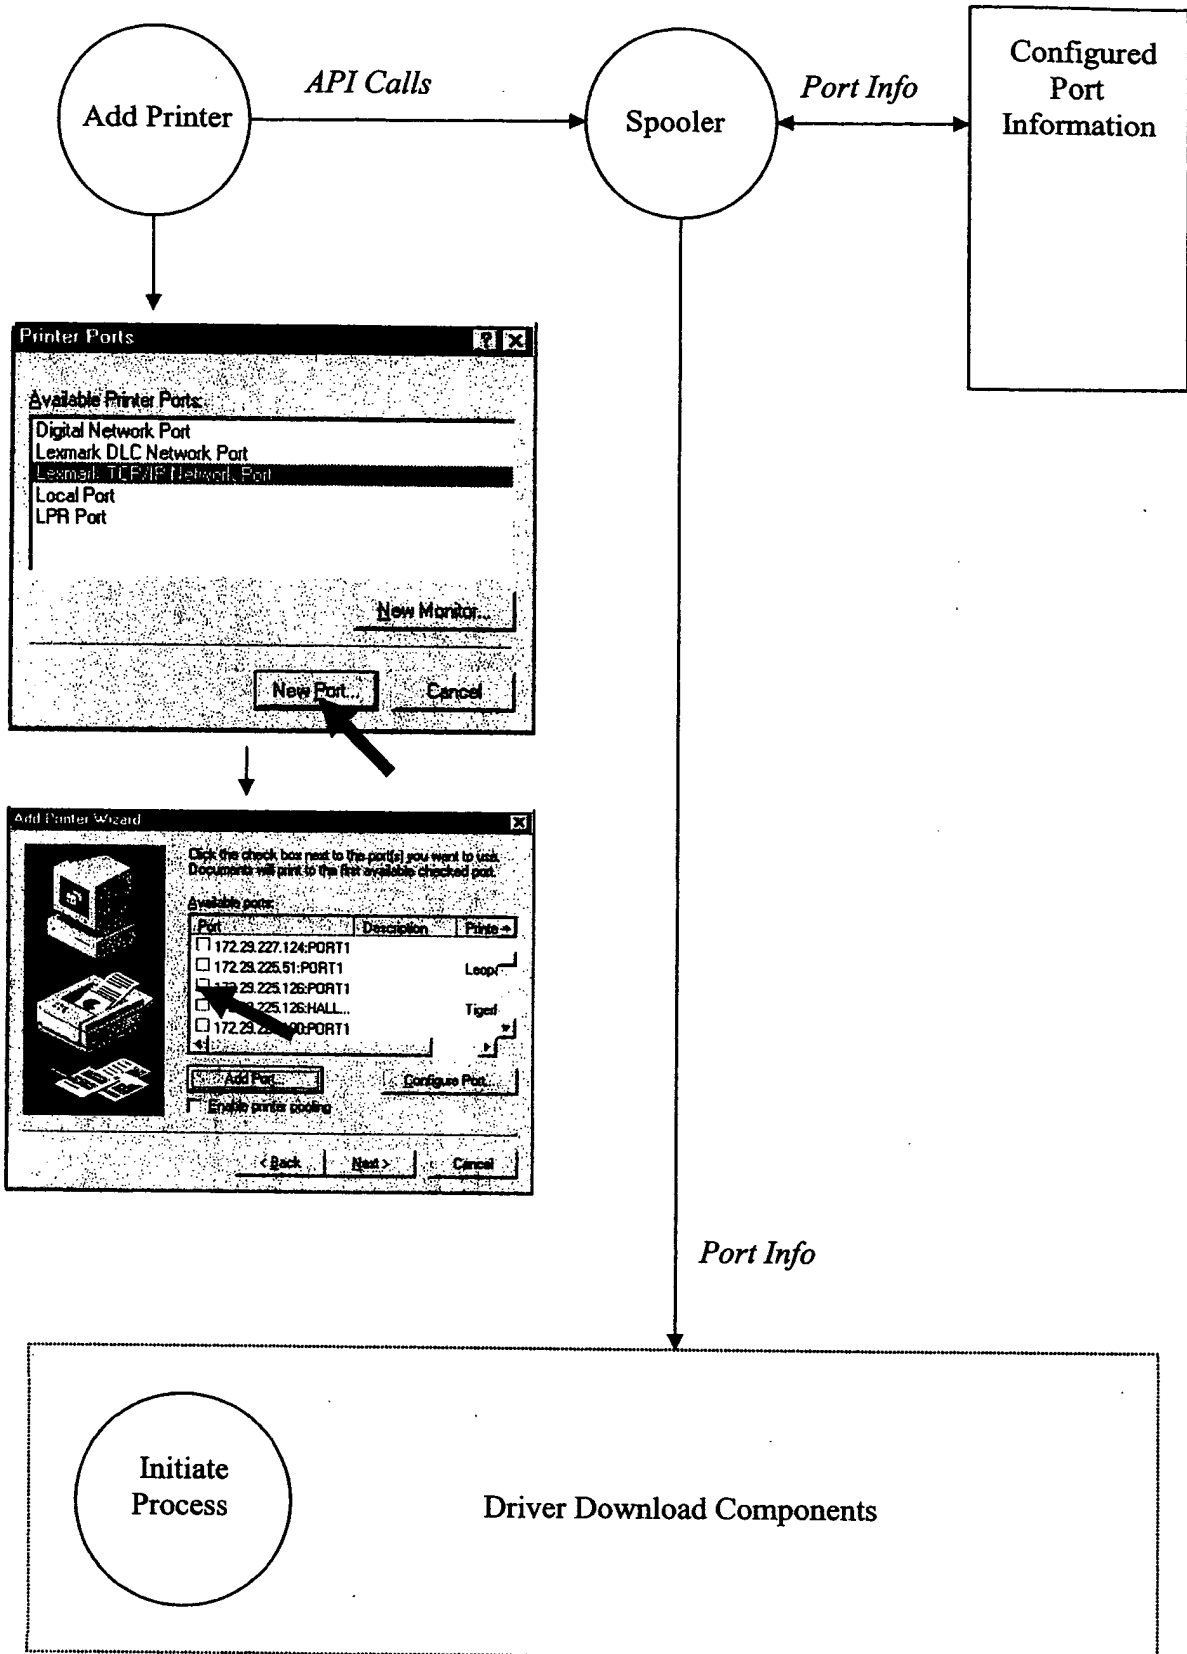 API Calls
Port Info
Configured
Port
Information
Add Printer
Spooler
Printer Ports
Available Printer Ports:
Digital Network Port
Lexmark DLC Network Port
Lexmark TCP/IP Network Port
Local Port
LPR Port
New Monitor...
New Port...
Cancel
Add Printer Wizard
Click the check box next to the port(s) you want to use.
Documents will print to the first available checked port.
Available ports:
Port Description Printe
172.29.227.124:PORT1
172.29.225.51:PORT1 Leopa
172.29.225.126:PORT1
225.126:HALL... Tigerl
172.29.22 :PORT1
Add Port...
Configure Port...
Enable printer pooling
< Back Next > Cancel
Port Info
Initiate
Process
Driver Download Components